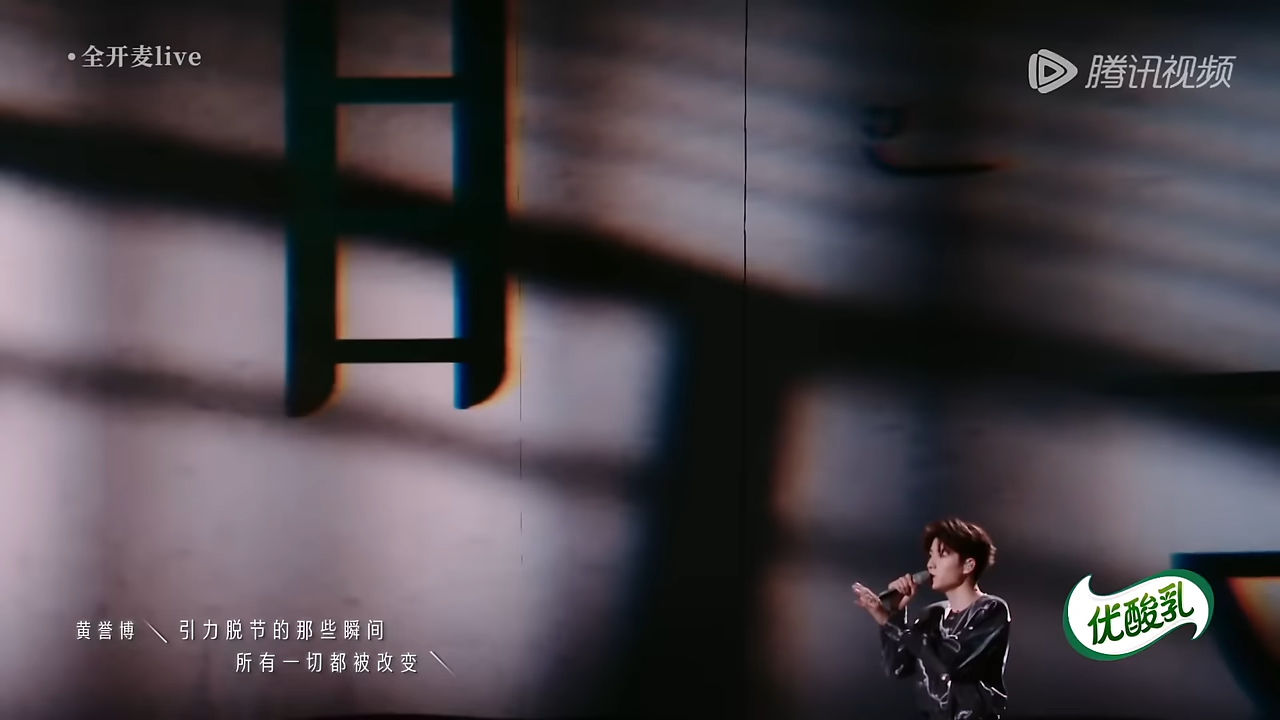 全开麦live
腾讯视频
黄誉博 引力脱节的那些瞬间
所有一切都被改变
优酸乳